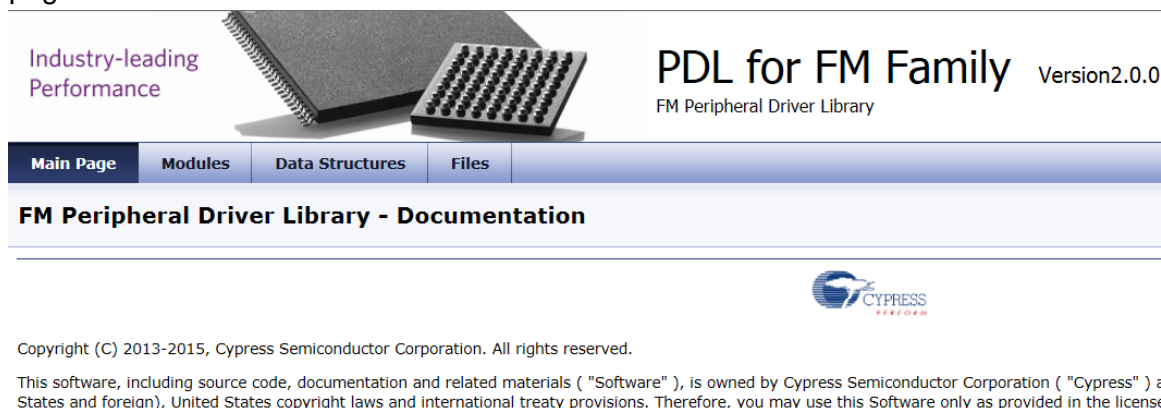 Industry-leading
Performance
PDL for FM Family Version2.0.0
FM Peripheral Driver Library
Main Page Modules Data Structures Files
FM Peripheral Driver Library - Documentation
CYPRESS
PERFORM
Copyright (C) 2013-2015, Cypress Semiconductor Corporation. All rights reserved.
This software, including source code, documentation and related materials ( "Software" ), is owned by Cypress Semiconductor Corporation ( "Cypress" ) a
States and foreign), United States copyright laws and international treaty provisions. Therefore, you may use this Software only as provided in the license